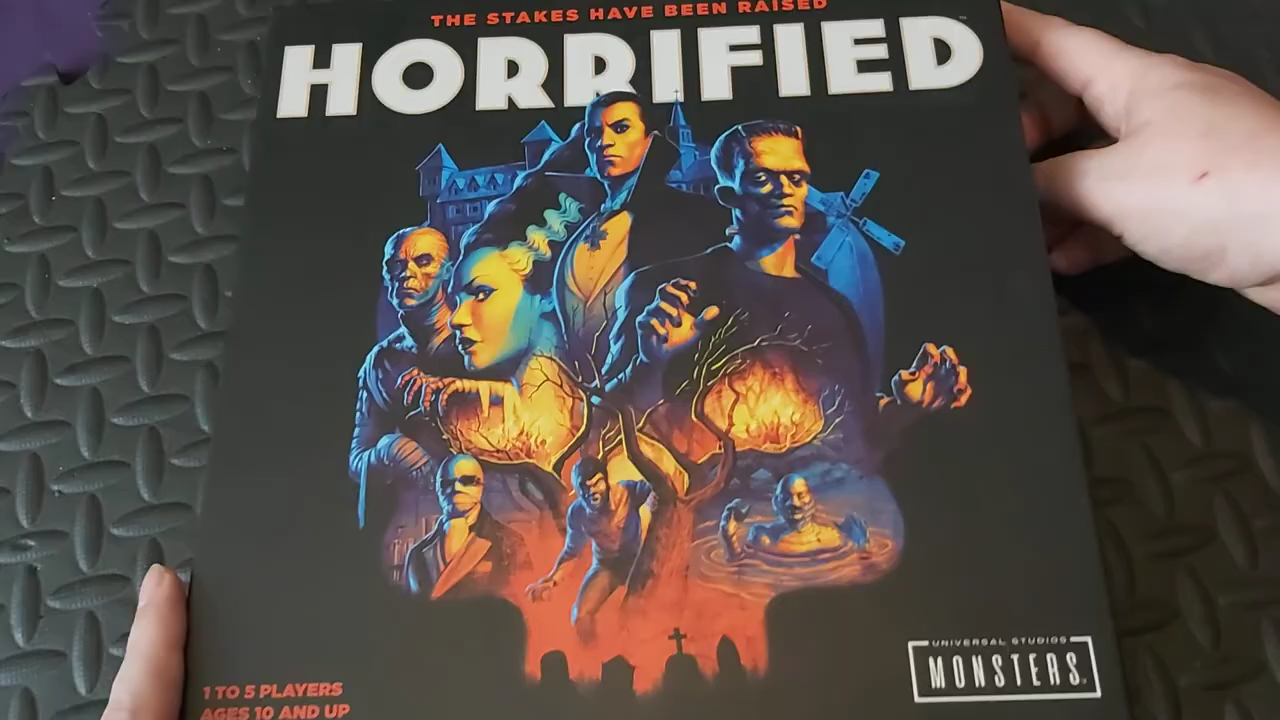 THE STAKES HAVE BEEN RAISED
HORRIFIED
1 TO 5 PLAYERS
AGES 10 AND UP
UNIVERSAL STUDIOS
MONSTERS